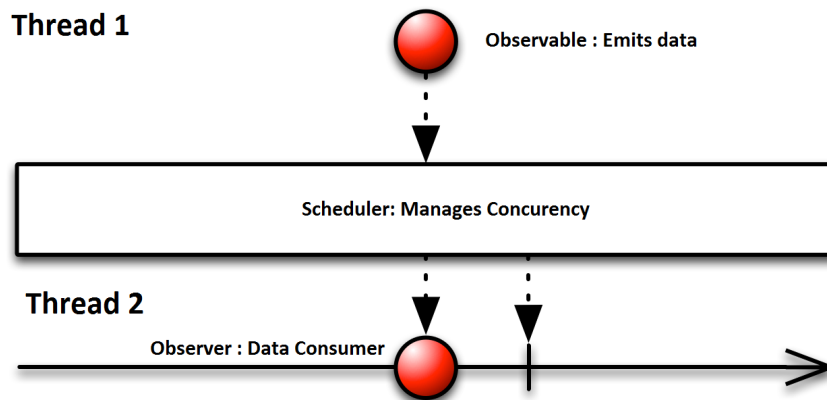 Thread 1
Observable : Emits data
Scheduler: Manages Concurency
Thread 2
Observer : Data Consumer